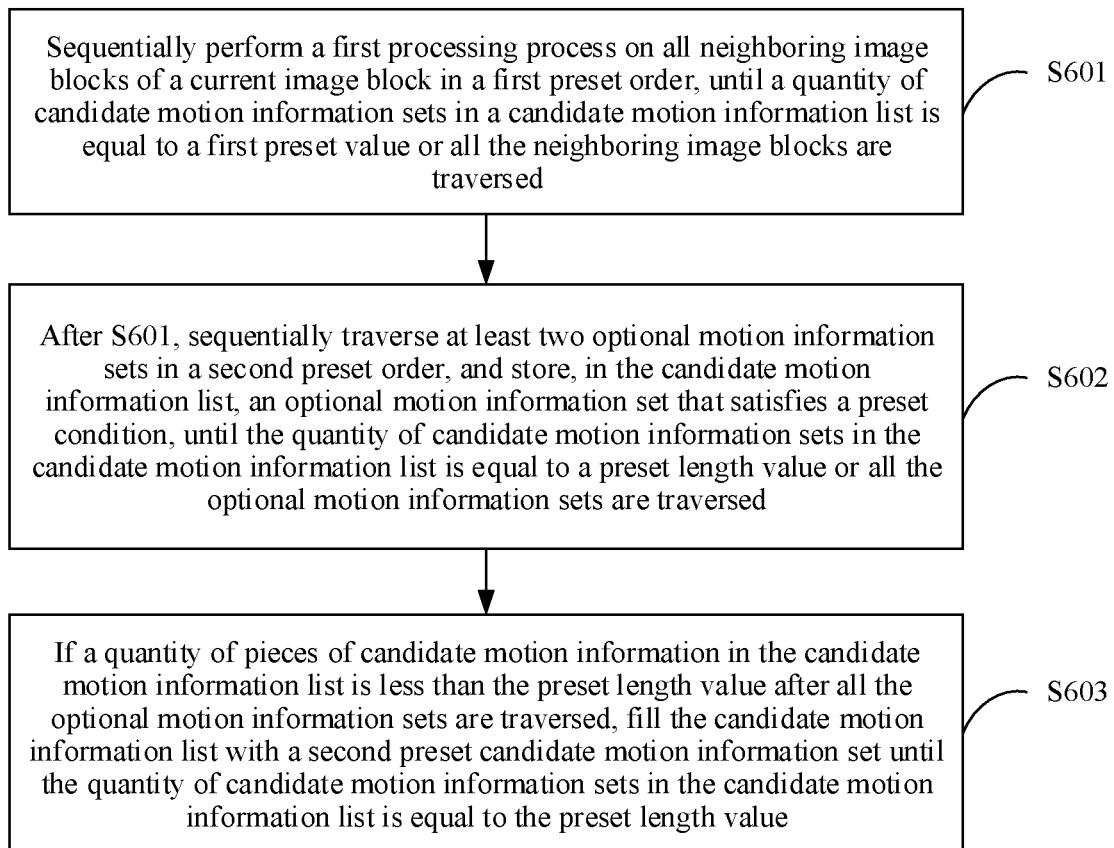 Sequentially perform a first processing process on all neighboring image
blocks of a current image block in a first preset order, until a quantity of
candidate motion information sets in a candidate motion information list is
equal to a first preset value or all the neighboring image blocks are
traversed
S601
After S601, sequentially traverse at least two optional motion information
sets in a second preset order, and store, in the candidate motion
information list, an optional motion information set that satisfies a preset
condition, until the quantity of candidate motion information sets in the
candidate motion information list is equal to a preset length value or all the
optional motion information sets are traversed
S602
If a quantity of pieces of candidate motion information in the candidate
motion information list is less than the preset length value after all the
optional motion information sets are traversed, fill the candidate motion
information list with a second preset candidate motion information set until
the quantity of candidate motion information sets in the candidate motion
information list is equal to the preset length value
S603